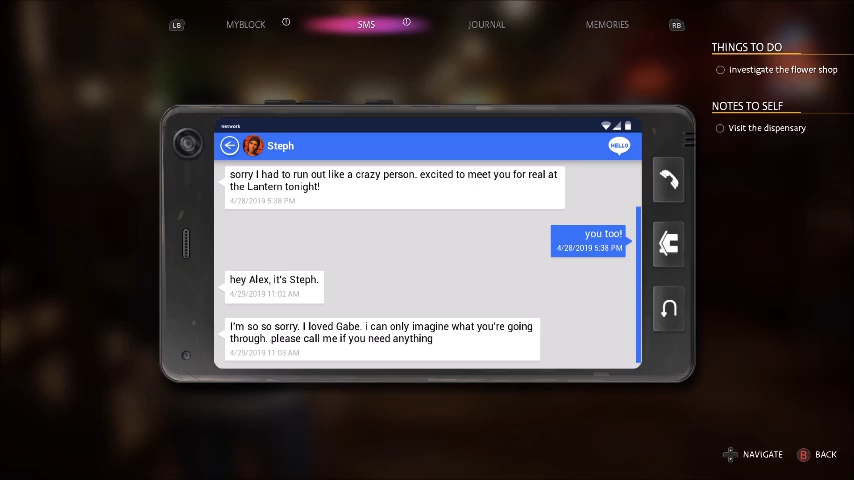 LB
MYBLOCK
SMS
JOURNAL
MEMORIES
RB
THINGS TO DO
Investigate the flower shop
NOTES TO SELF
Visit the dispensary
Network
Steph
HELLO
sorry I had to run out like a crazy person. excited to meet you for real at
the Lantern tonight!
4/28/2019 5:38 PM
you too!
4/28/2019 5:38 PM
hey Alex, it's Steph.
4/29/2019 11:02 AM
I'm so so sorry. I loved Gabe. i can only imagine what you're going
through. please call me if you need anything
4/29/2019 11:03 AM
NAVIGATE
B BACK